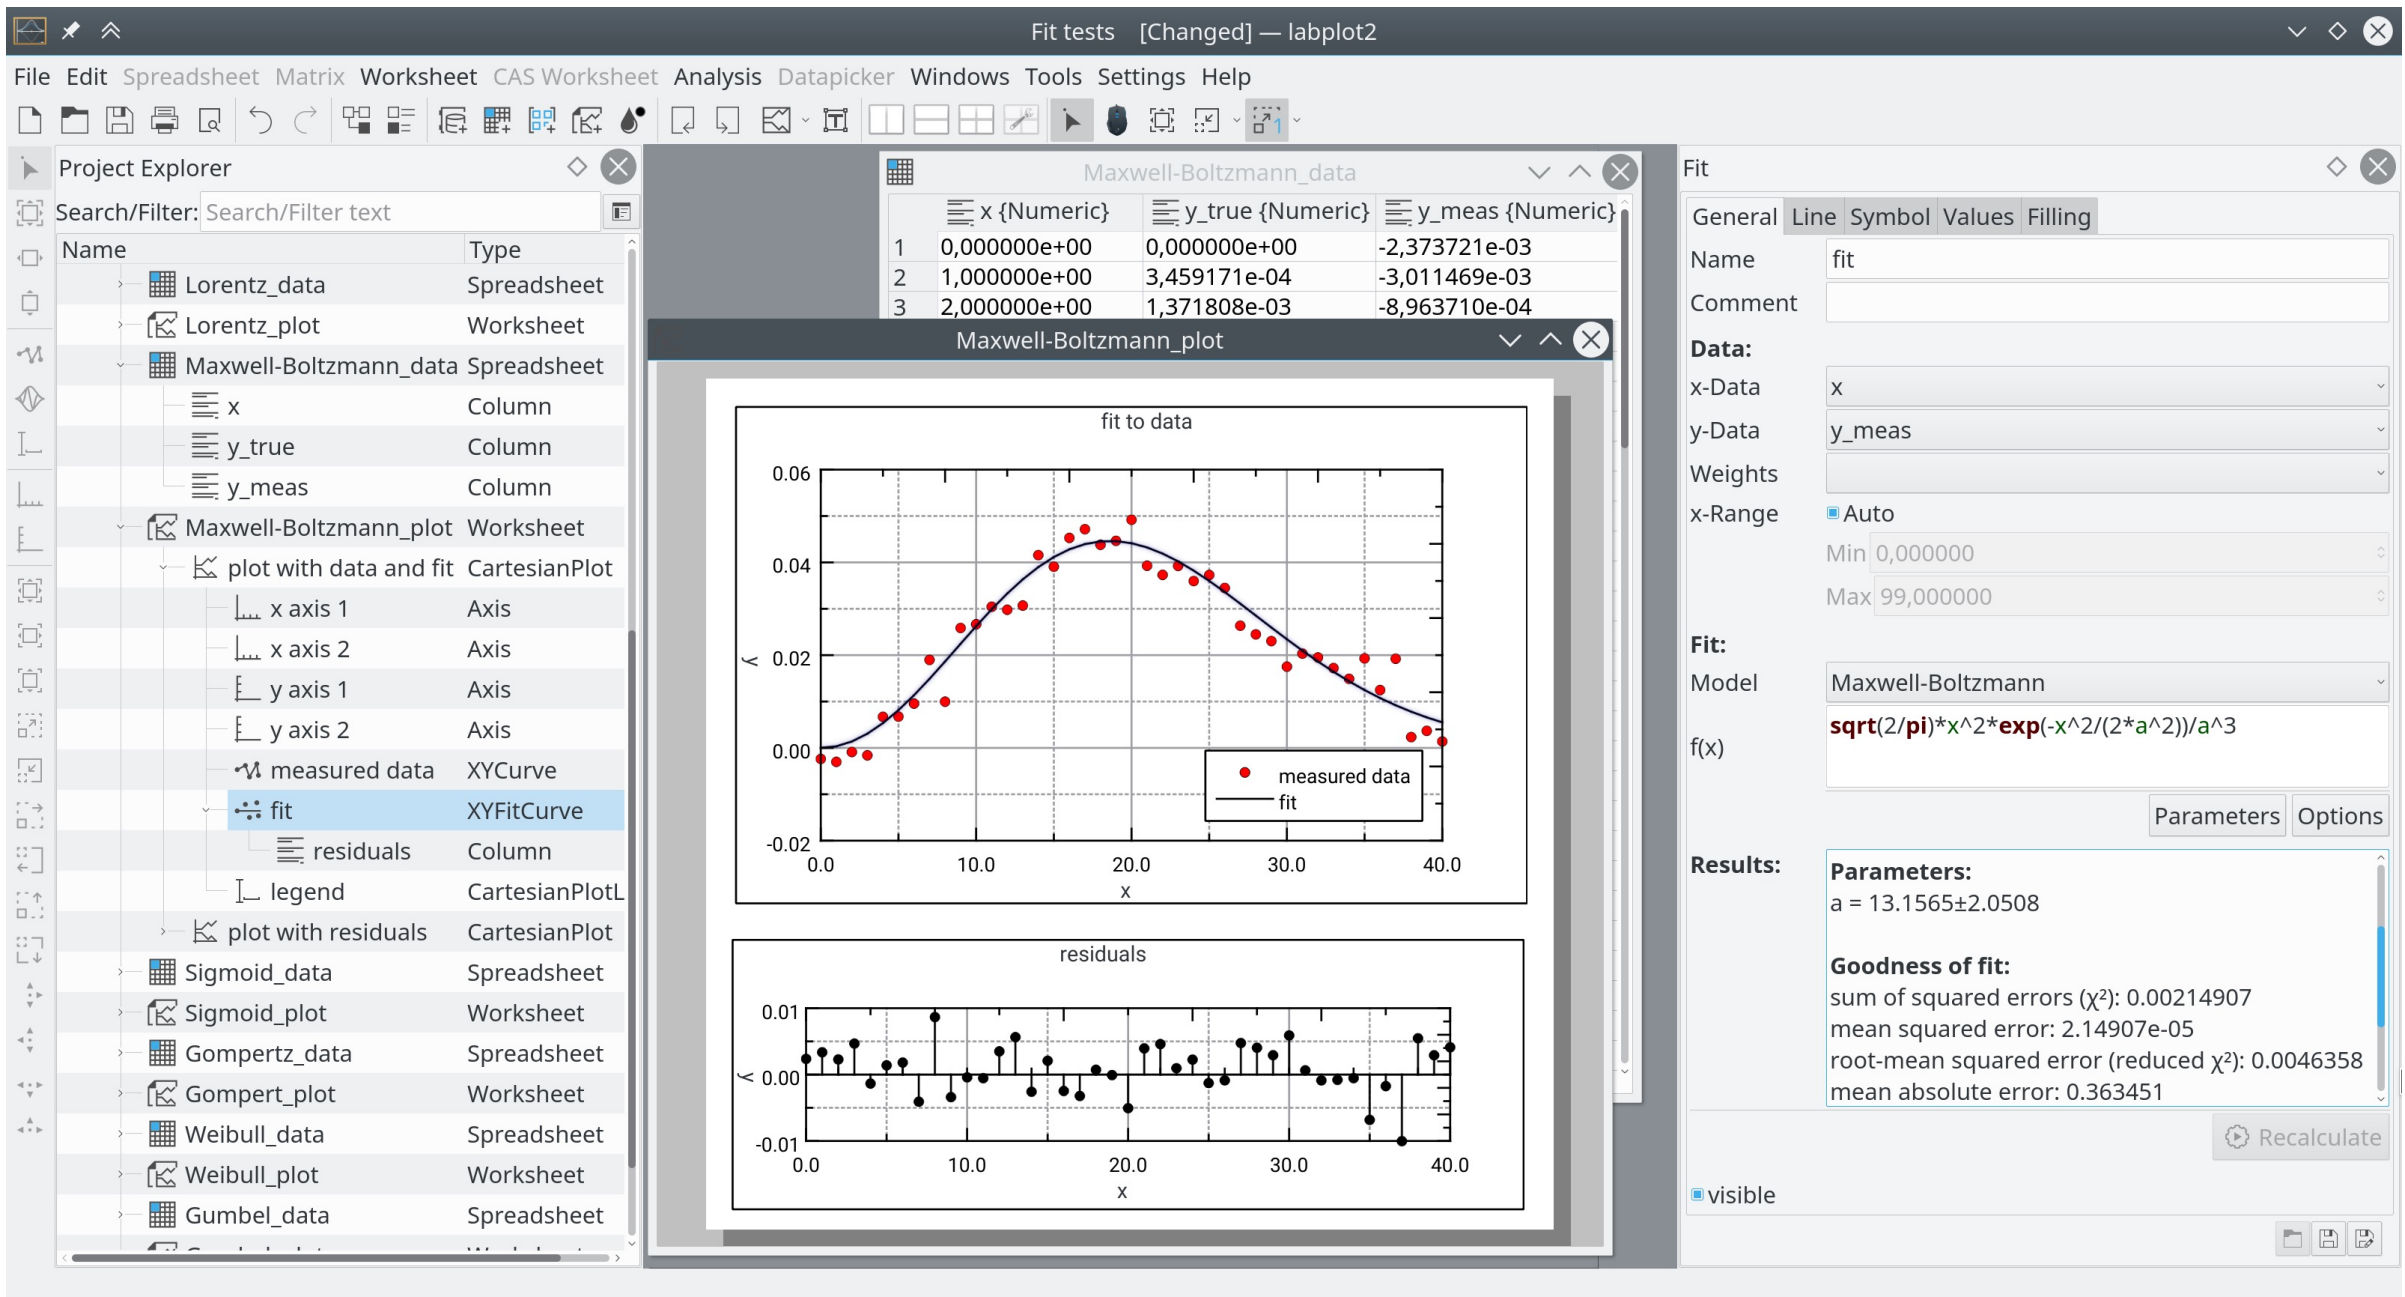 Fit tests [Changed] — labplot2
File Edit Spreadsheet Matrix Worksheet CAS Worksheet Analysis Datapicker Windows Tools Settings Help
1
Project Explorer
Search/Filter: Search/Filter text
Name Type
Lorentz_data Spreadsheet
Lorentz_plot Worksheet
Maxwell-Boltzmann_data Spreadsheet
x Column
y_true Column
y_meas Column
Maxwell-Boltzmann_plot Worksheet
plot with data and fit CartesianPlot
x axis 1 Axis
x axis 2 Axis
y axis 1 Axis
y axis 2 Axis
measured data XYCurve
fit XYFitCurve
residuals Column
legend CartesianPlotL
plot with residuals CartesianPlot
Sigmoid_data Spreadsheet
Sigmoid_plot Worksheet
Gompertz_data Spreadsheet
Gompert_plot Worksheet
Weibull_data Spreadsheet
Weibull_plot Worksheet
Gumbel_data Spreadsheet
Maxwell-Boltzmann_data
x {Numeric} y_true {Numeric} y_meas {Numeric}
1 0,000000e+00 0,000000e+00 -2,373721e-03
2 1,000000e+00 3,459171e-04 -3,011469e-03
3 2,000000e+00 1,371808e-03 -8,963710e-04
Maxwell-Boltzmann_plot
fit to data
0.06
0.04
0.02
0.00
-0.02
y
0.0 10.0 20.0 30.0 40.0
x
measured data
fit
residuals
0.01
0.00
-0.01
y
0.0 10.0 20.0 30.0 40.0
x
Fit
General Line Symbol Values Filling
Name fit
Comment
Data:
x-Data x
y-Data y_meas
Weights
x-Range Auto
Min 0,000000
Max 99,000000
Fit:
Model Maxwell-Boltzmann
f(x) sqrt(2/pi)*x^2*exp(-x^2/(2*a^2))/a^3
Parameters Options
Results: Parameters:
a = 13.1565±2.0508
Goodness of fit:
sum of squared errors (χ²): 0.00214907
mean squared error: 2.14907e-05
root-mean squared error (reduced χ²): 0.0046358
mean absolute error: 0.363451
Recalculate
visible